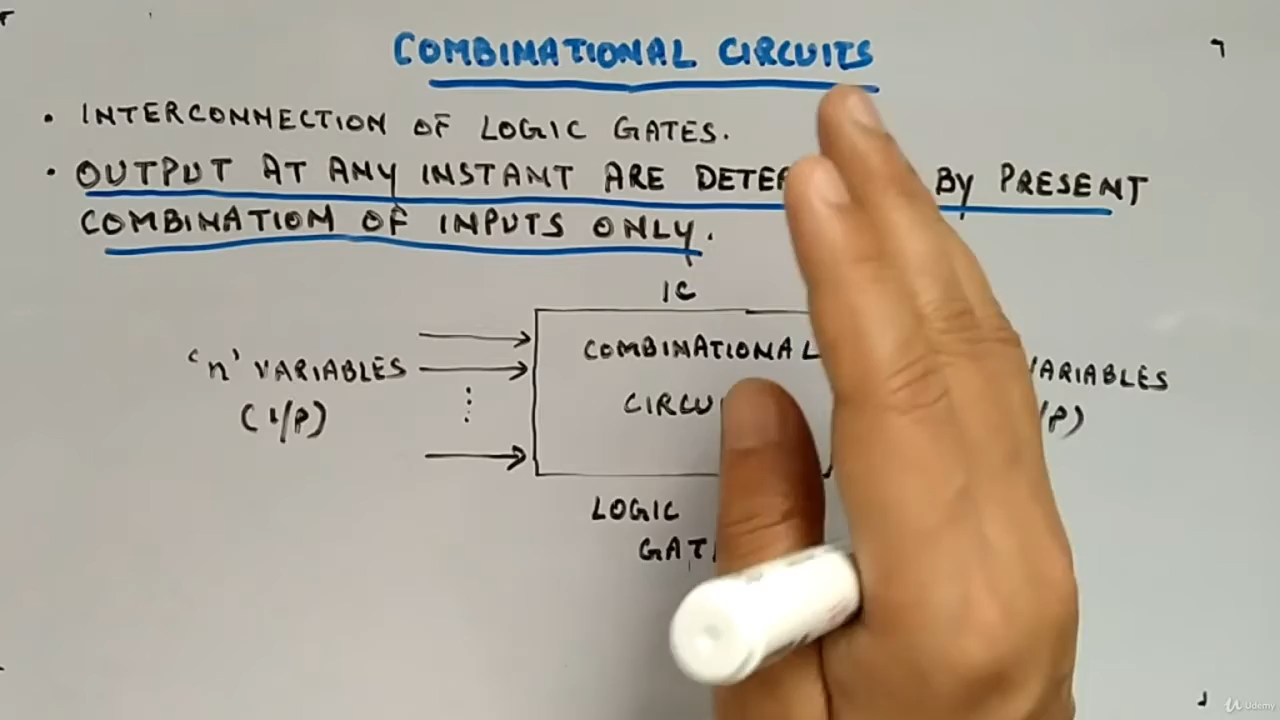 COMBINATIONAL CIRCUITS
• INTERCONNECTION OF LOGIC GATES.
• OUTPUT AT ANY INSTANT ARE BY PRESENT
COMBINATION OF INPUTS ONLY.
IC
COMBINATIONAL
'n' VARIABLES
(I/P)
LOGIC
Udemy